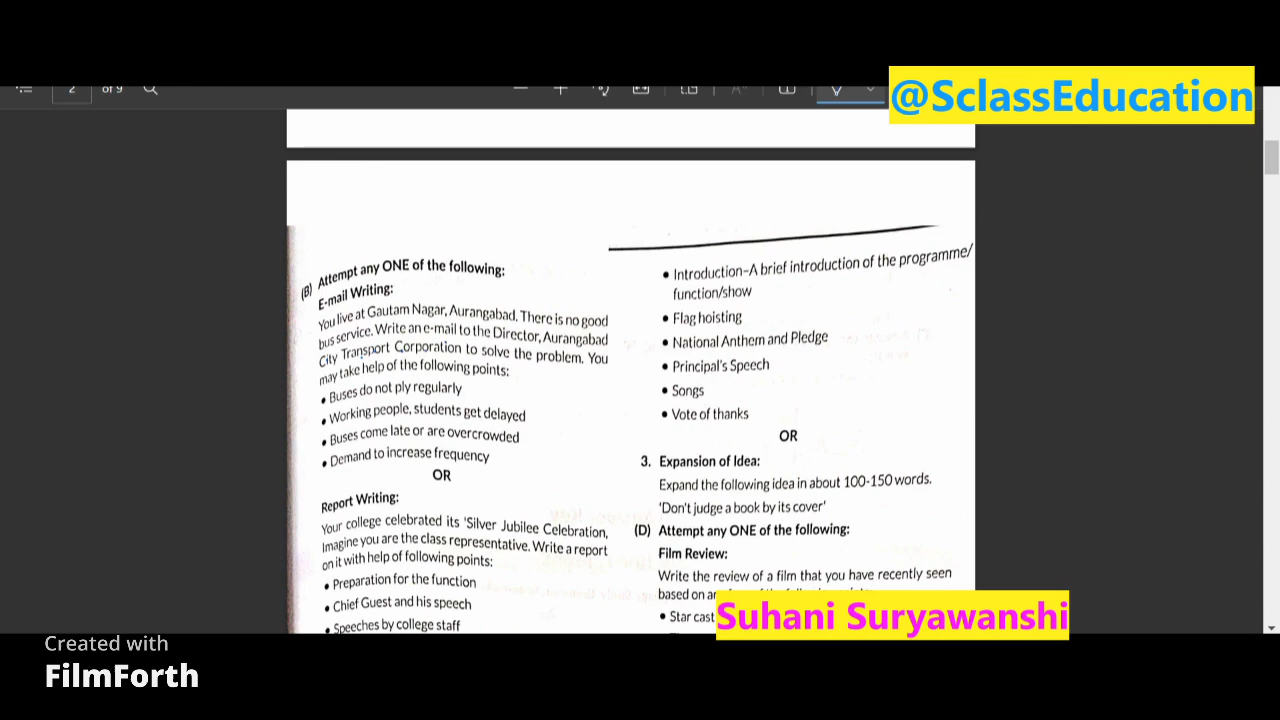 @SclassEducation
2 of 9
(B) Attempt any ONE of the following:
E-mail Writing:
You live at Gautam Nagar, Aurangabad. There is no good
bus service. Write an e-mail to the Director, Aurangabad
City Transport Corporation to solve the problem. You
may take help of the following points:
• Buses do not ply regularly
• Working people, students get delayed
• Buses come late or are overcrowded
• Demand to increase frequency
OR
Report Writing:
Your college celebrated its 'Silver Jubilee Celebration,
Imagine you are the class representative. Write a report
on it with help of following points:
• Preparation for the function
• Chief Guest and his speech
• Speeches by college staff
• Introduction–A brief introduction of the programme/
function/show
• Flag hoisting
• National Anthem and Pledge
• Principal's Speech
• Songs
• Vote of thanks
OR
3. Expansion of Idea:
Expand the following idea in about 100-150 words.
'Don't judge a book by its cover'
(D) Attempt any ONE of the following:
Film Review:
Write the review of a film that you have recently seen
based on
• Star cast
Suhani Suryawanshi
Created with
FilmForth